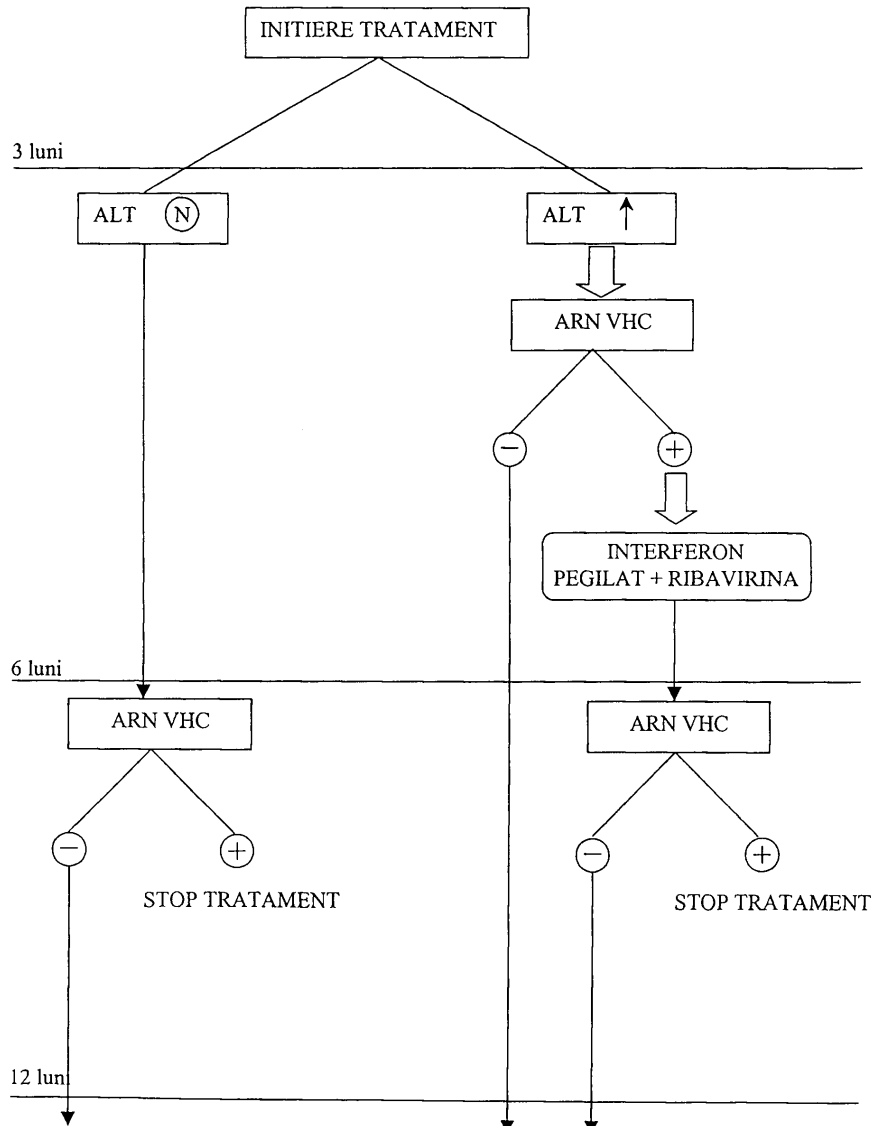 INITIERE TRATAMENT
3 luni
ALT N
ALT ↑
ARN VHC
− +
INTERFERON
PEGILAT + RIBAVIRINA
6 luni
ARN VHC
ARN VHC
− +
− +
STOP TRATAMENT
STOP TRATAMENT
12 luni